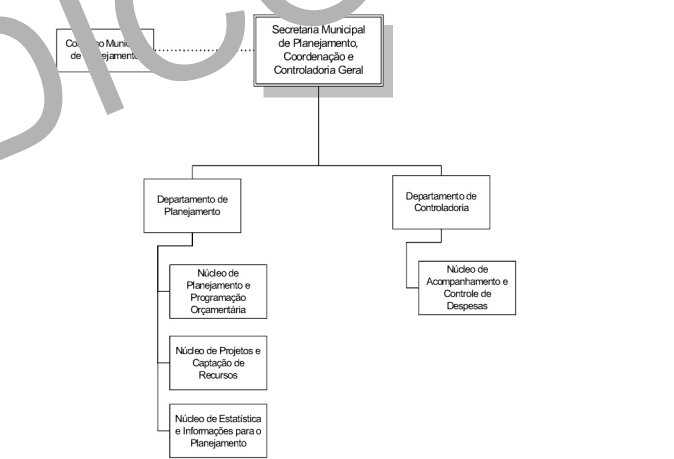 Secretaria Municipal
de Planejamento,
Coordenação e
Controladoria Geral
de
Departamento de
Planejamento
Departamento de
Controladoria
Núcleo de
Planejamento e
Programação
Orçamentária
Núcleo de
Acompanhamento e
Controle de
Despesas
Núcleo de Projetos e
Captação de
Recursos
Núcleo de Estatística
e Informações para o
Planejamento